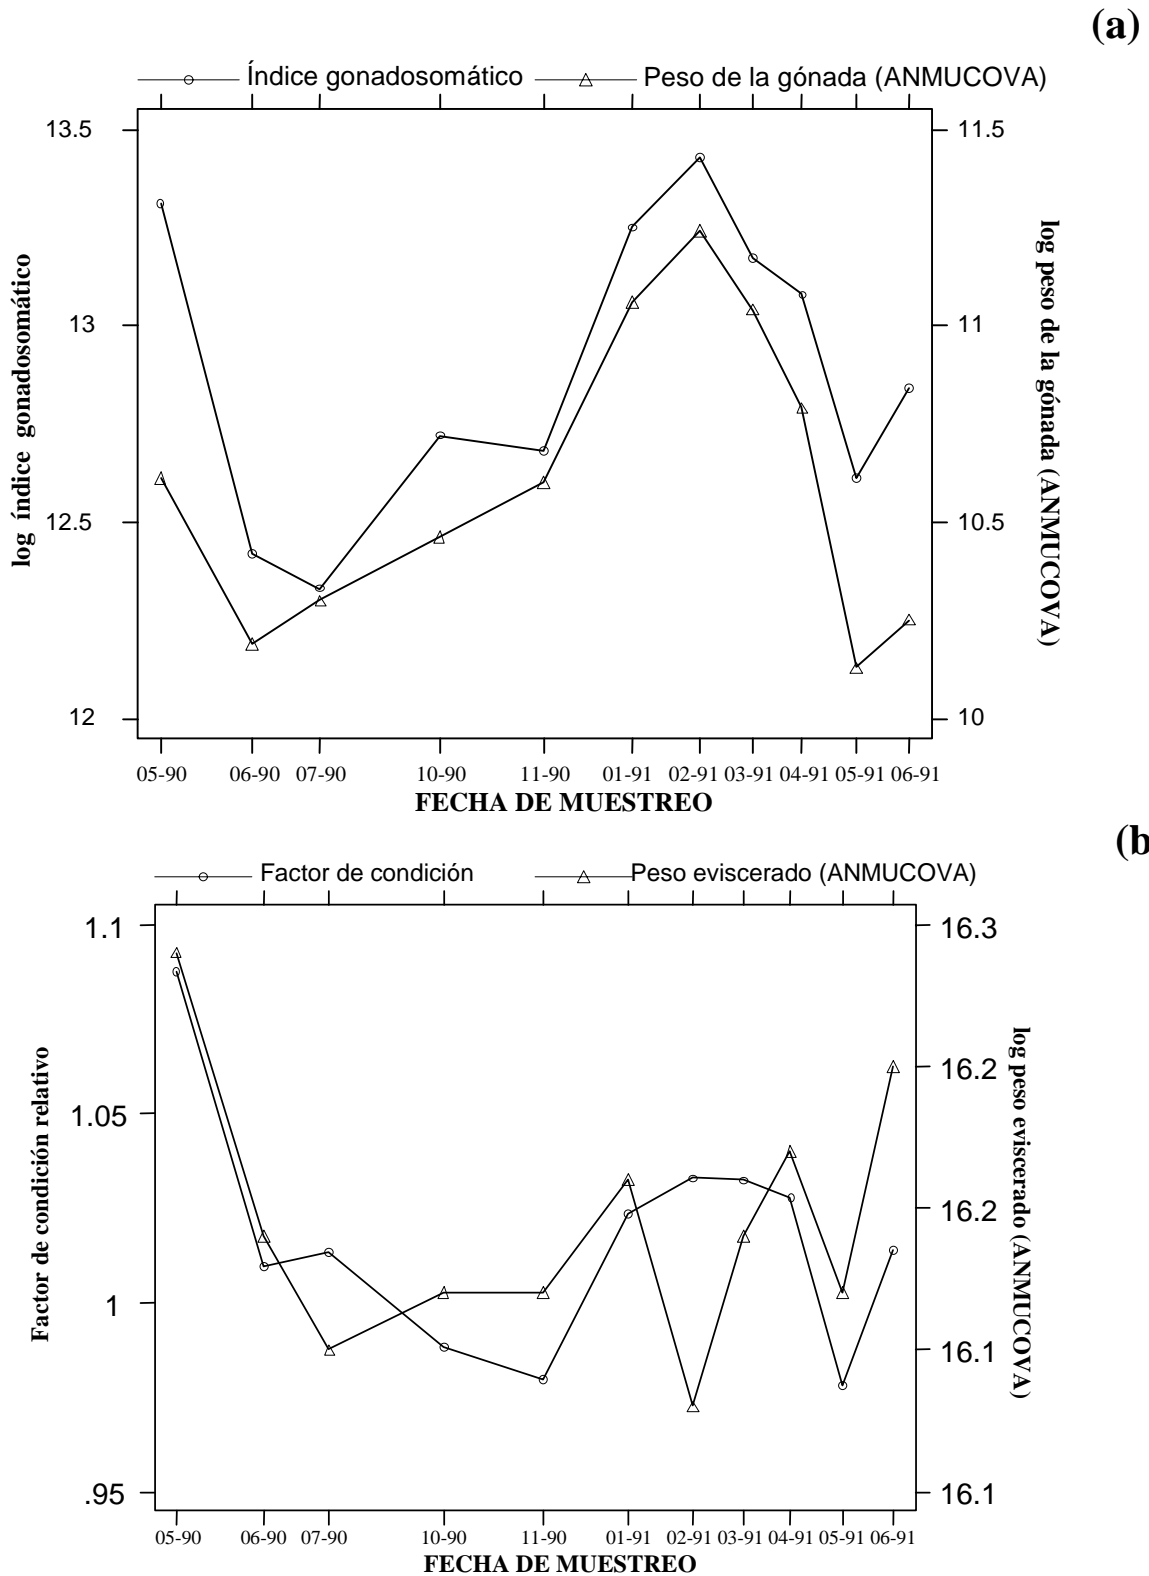 (a)
Índice gonadosomático Peso de la gónada (ANMUCOVA)
13.5 11.5
13 11
12.5 10.5
12 10
log índice gonadosomático
log peso de la gónada (ANMUCOVA)
05-90 06-90 07-90 10-90 11-90 01-91 02-91 03-91 04-91 05-91 06-91
FECHA DE MUESTREO
(b
Factor de condición Peso eviscerado (ANMUCOVA)
1.1 16.3
16.2
1.05
16.2
1
16.1
.95 16.1
Factor de condición relativo
log peso eviscerado (ANMUCOVA)
05-90 06-90 07-90 10-90 11-90 01-91 02-91 03-91 04-91 05-91 06-91
FECHA DE MUESTREO